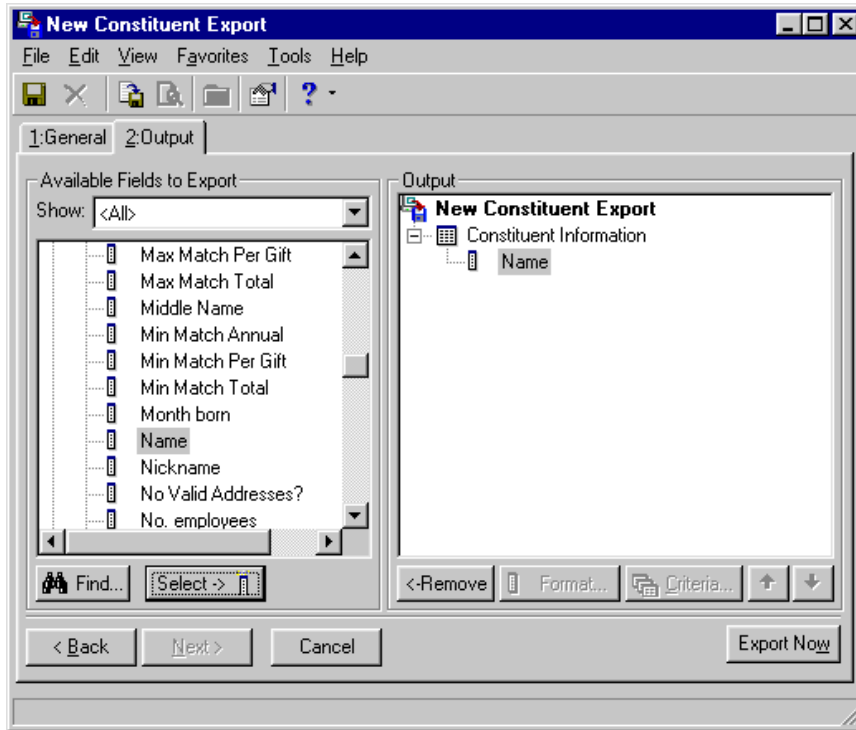 New Constituent Export
File Edit View Favorites Tools Help
?
1:General 2:Output
Available Fields to Export
Show: <All>
Max Match Per Gift
Max Match Total
Middle Name
Min Match Annual
Min Match Per Gift
Min Match Total
Month born
Name
Nickname
No Valid Addresses?
No. employees
Find... Select ->
Output
New Constituent Export
Constituent Information
Name
<-Remove Format... Criteria...
< Back Next > Cancel Export Now